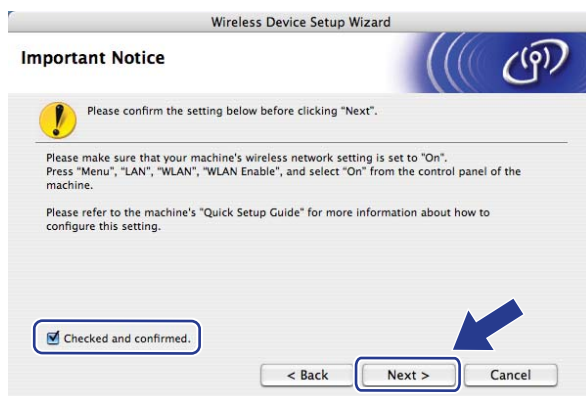 Wireless Device Setup Wizard
Important Notice
Please confirm the setting below before clicking "Next".
Please make sure that your machine's wireless network setting is set to "On".
Press "Menu", "LAN", "WLAN", "WLAN Enable", and select "On" from the control panel of the
machine.
Please refer to the machine's "Quick Setup Guide" for more information about how to
configure this setting.
Checked and confirmed.
< Back Next > Cancel